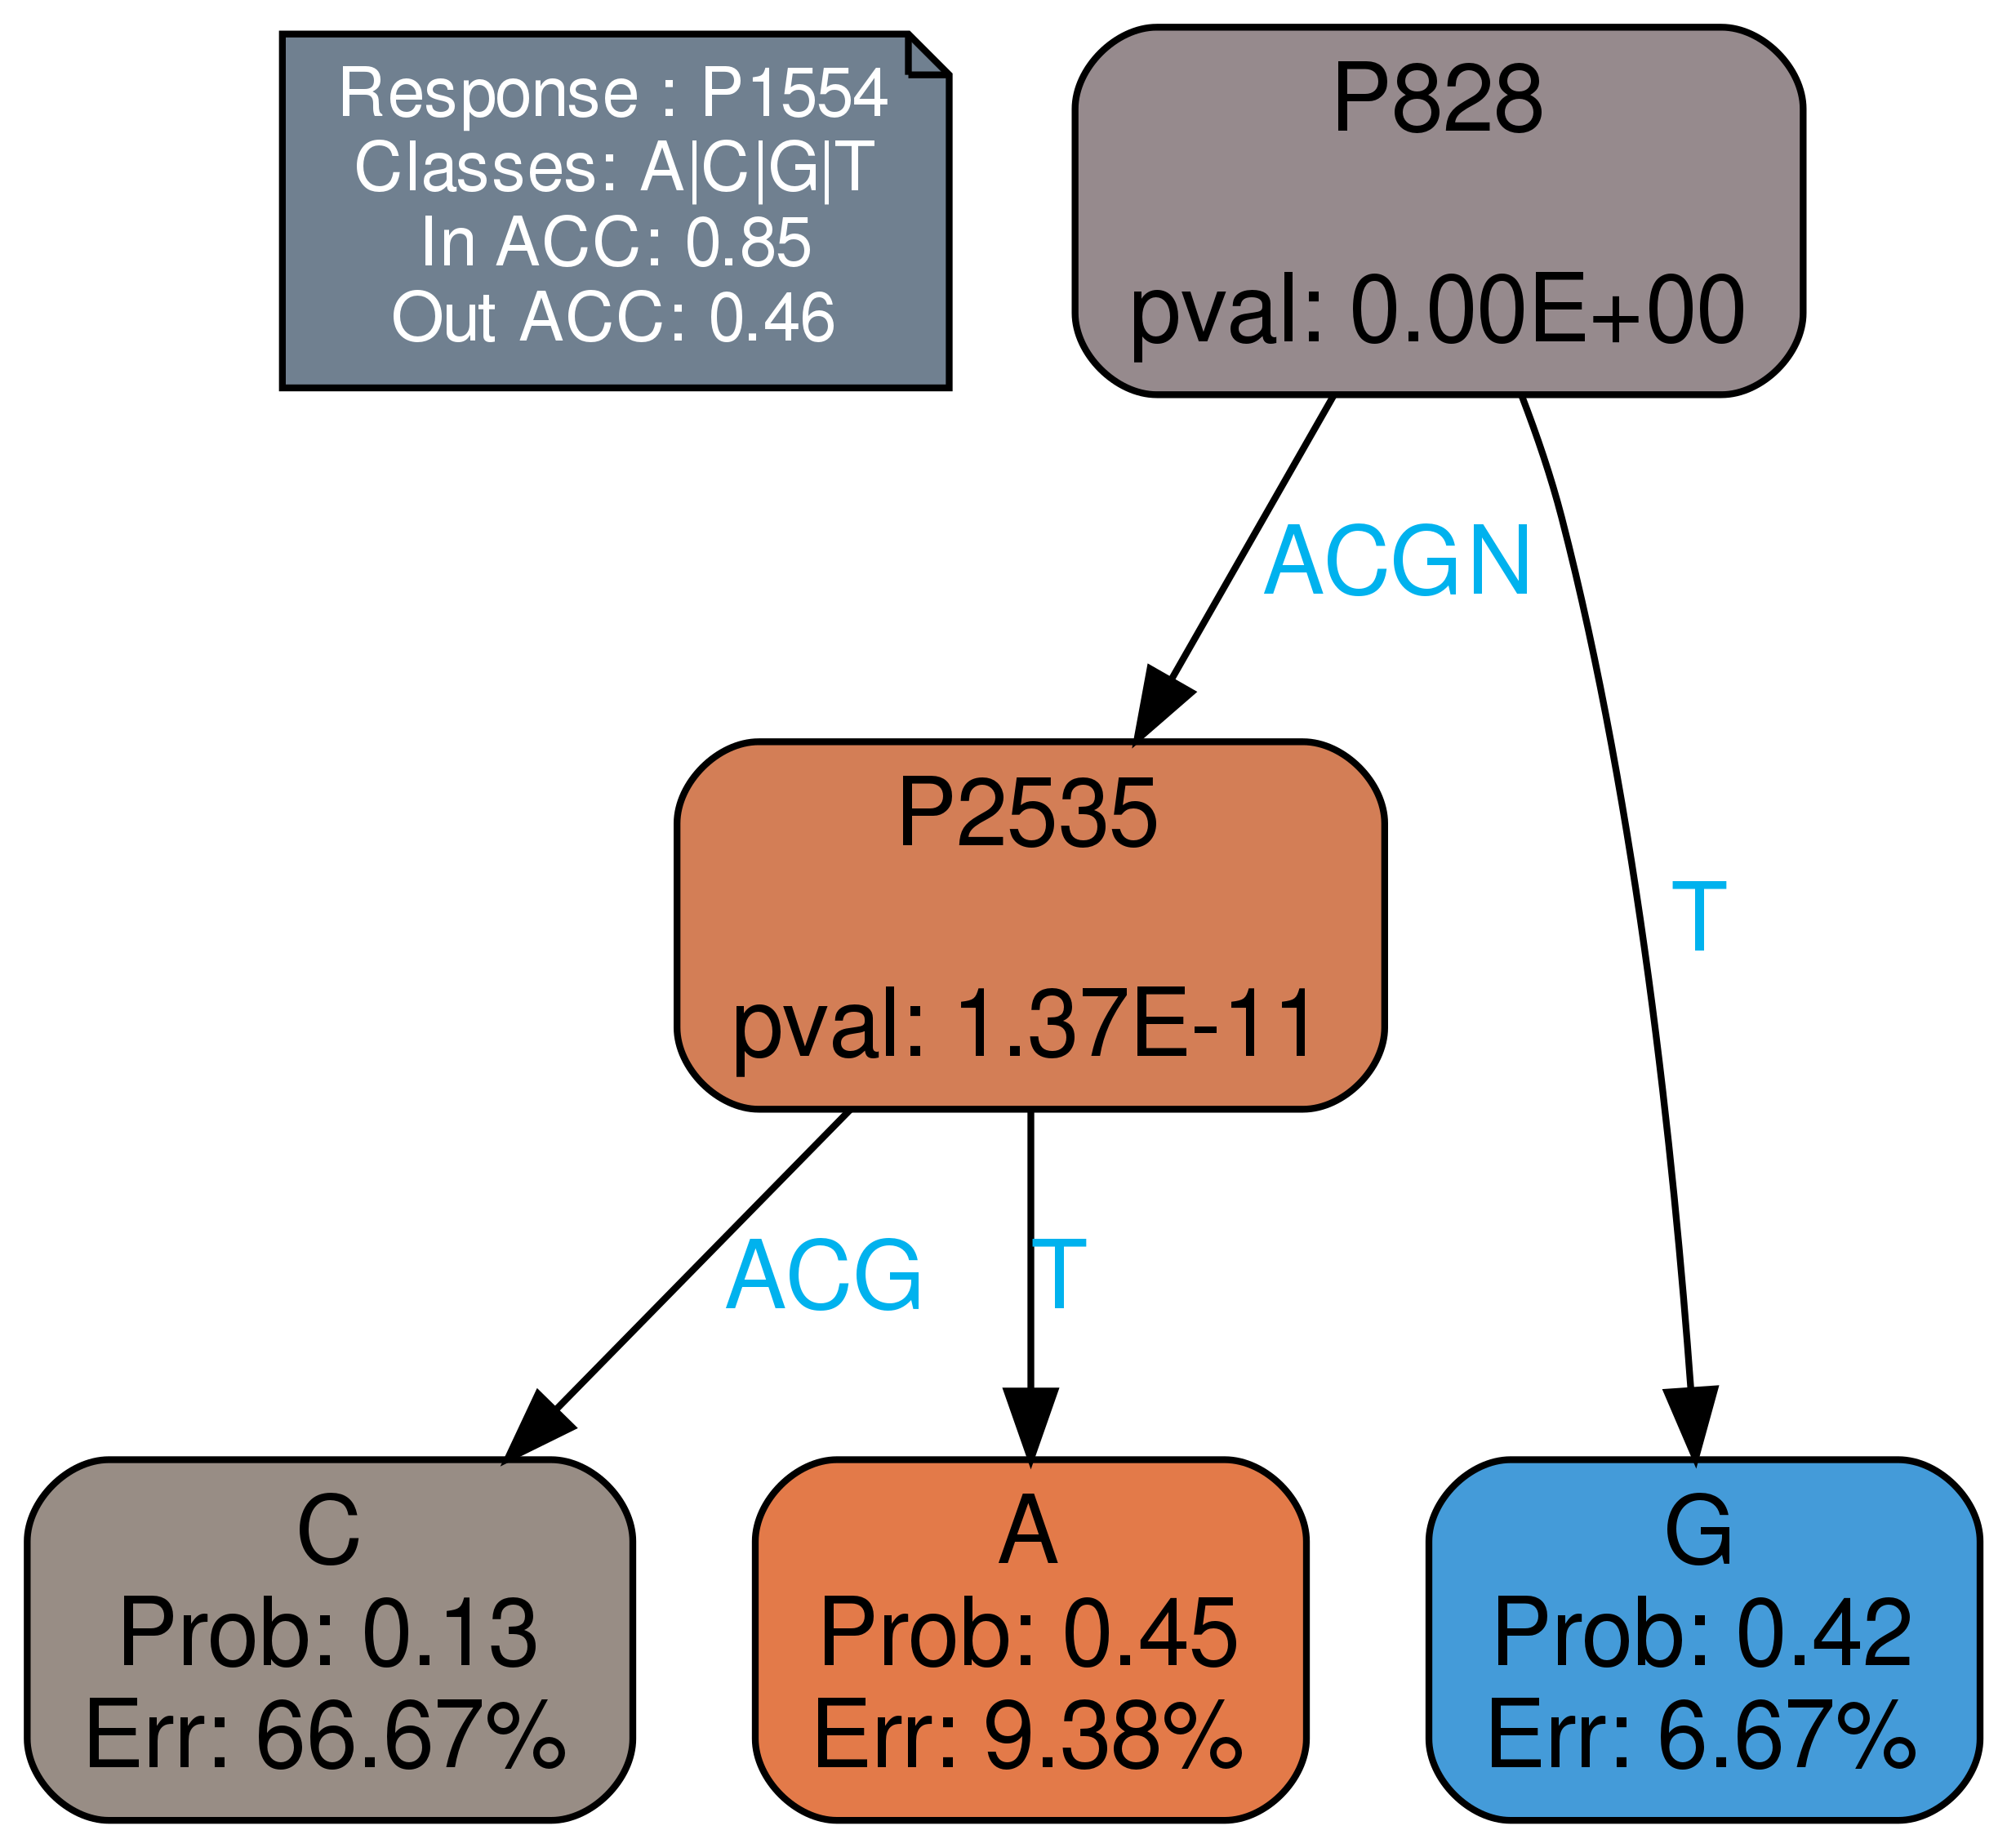 Response : P1554
Classes: A|C|G|T
In ACC: 0.85
Out ACC: 0.46
P828
pval: 0.00E+00
ACGN
P2535
pval: 1.37E-11
T
ACG
T
C
Prob: 0.13
Err: 66.67%
A
Prob: 0.45
Err: 9.38%
G
Prob: 0.42
Err: 6.67%